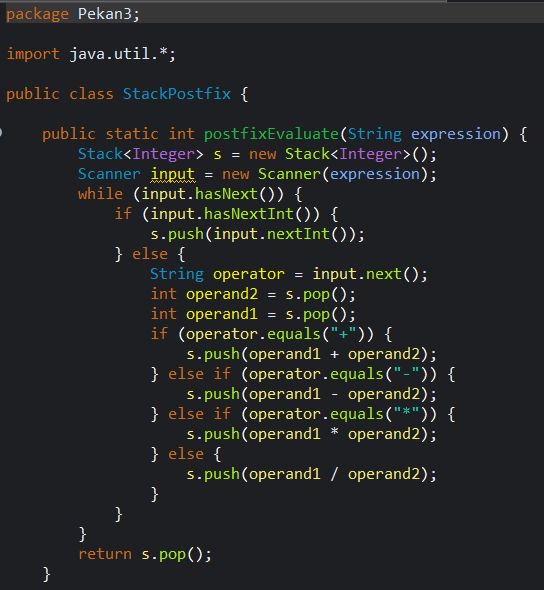 package Pekan3;
import java.util.*;
public class StackPostfix {
public static int postfixEvaluate(String expression) {
Stack<Integer> s = new Stack<Integer>();
Scanner input = new Scanner(expression);
while (input.hasNext()) {
if (input.hasNextInt()) {
s.push(input.nextInt());
} else {
String operator = input.next();
int operand2 = s.pop();
int operand1 = s.pop();
if (operator.equals("+")) {
s.push(operand1 + operand2);
} else if (operator.equals("-")) {
s.push(operand1 - operand2);
} else if (operator.equals("*")) {
s.push(operand1 * operand2);
} else {
s.push(operand1 / operand2);
}
}
}
return s.pop();
}